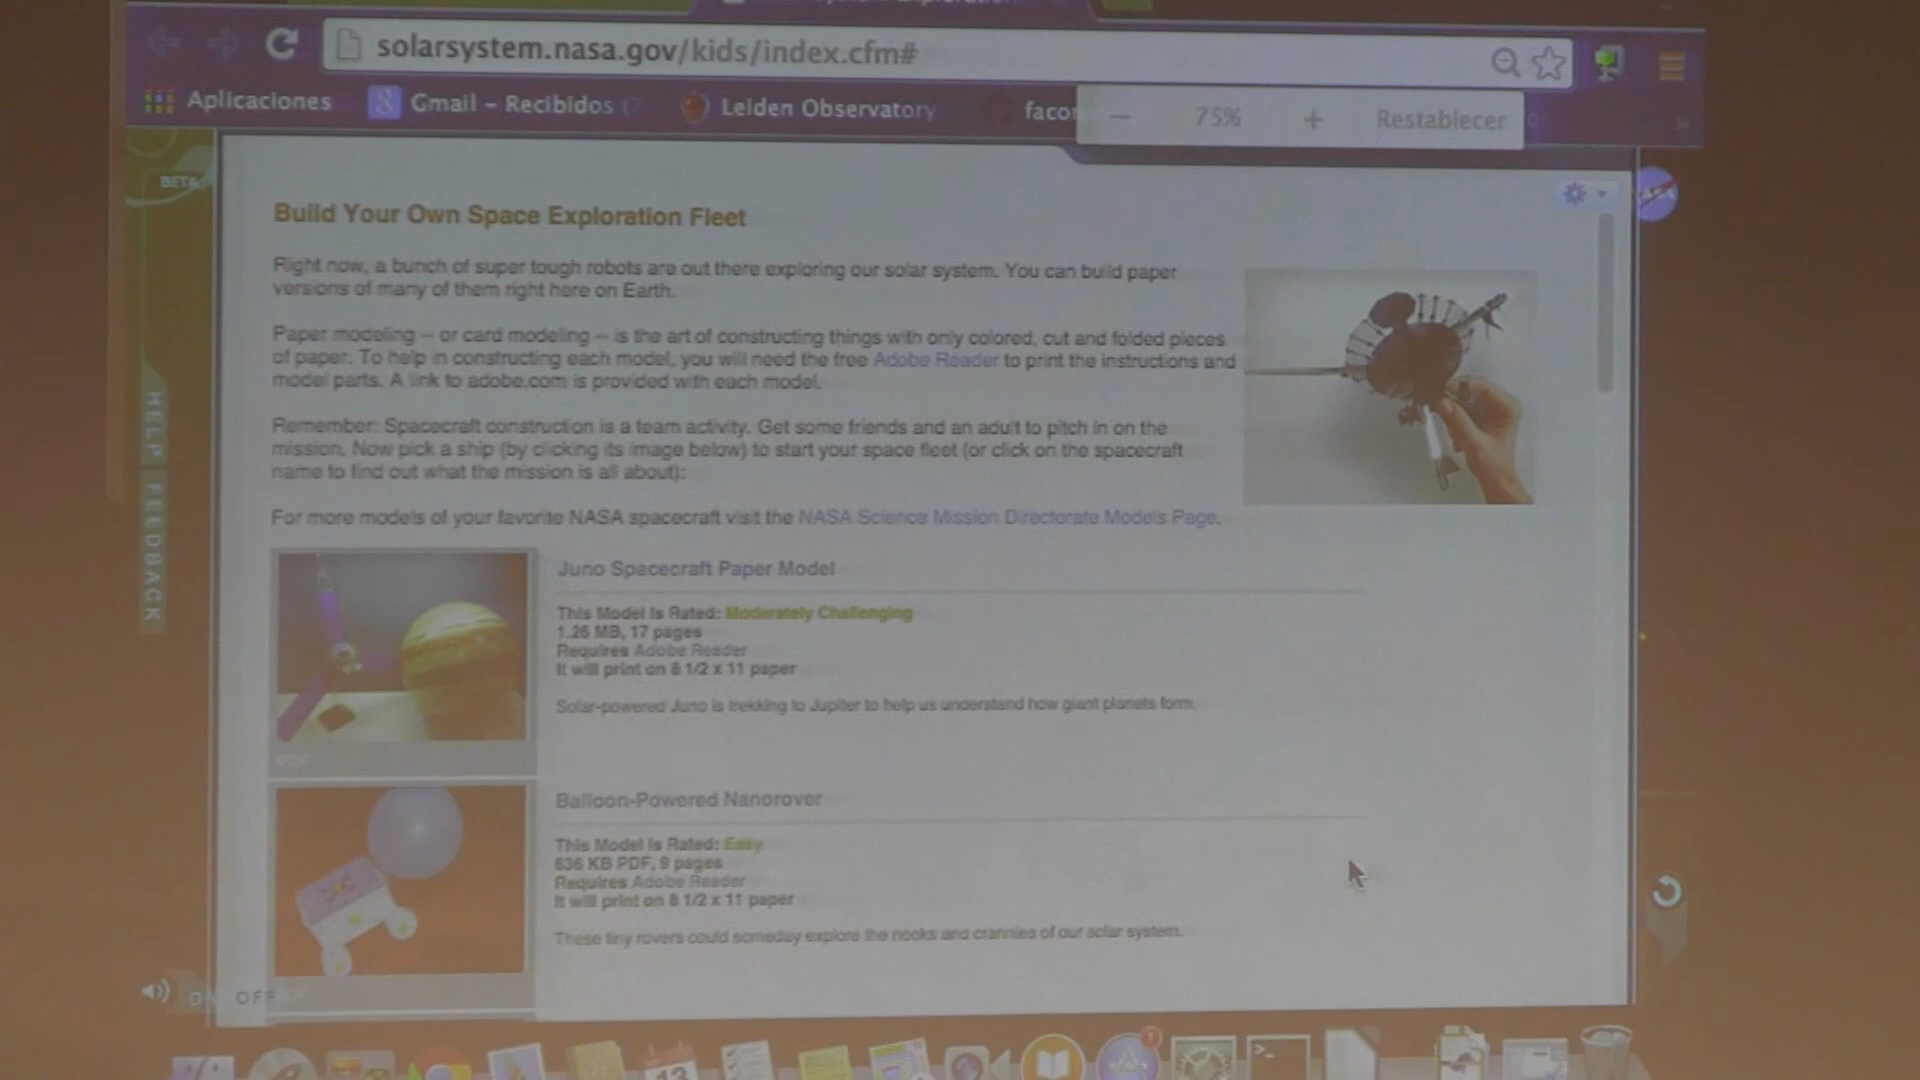 solarsystem.nasa.gov/kids/index.cfm#
Aplicaciones
Gmail – Recibidos
Leiden Observatory
facor
– 75% + Restablecer
BETA
Build Your Own Space Exploration Fleet
Right now, a bunch of super tough robots are out there exploring our solar system. You can build paper
versions of many of them right here on Earth.
Paper modeling -- or card modeling -- is the art of constructing things with only colored, cut and folded pieces
of paper. To help in constructing each model, you will need the free Adobe Reader to print the instructions and
model parts. A link to adobe.com is provided with each model.
Remember: Spacecraft construction is a team activity. Get some friends and an adult to pitch in on the
mission. Now pick a ship (by clicking its image below) to start your space fleet (or click on the spacecraft
name to find out what the mission is all about):
For more models of your favorite NASA spacecraft visit the NASA Science Mission Directorate Models Page.
HELP
FEEDBACK
Juno Spacecraft Paper Model
This Model Is Rated: Moderately Challenging
1.26 MB, 17 pages
Requires Adobe Reader
It will print on 8 1/2 x 11 paper
Solar-powered Juno is trekking to Jupiter to help us understand how giant planets form.
PDF
Balloon-Powered Nanorover
This Model Is Rated: Easy
636 KB PDF, 9 pages
Requires Adobe Reader
It will print on 8 1/2 x 11 paper
These tiny rovers could someday explore the nooks and crannies of our solar system.
ON OFF
13
1